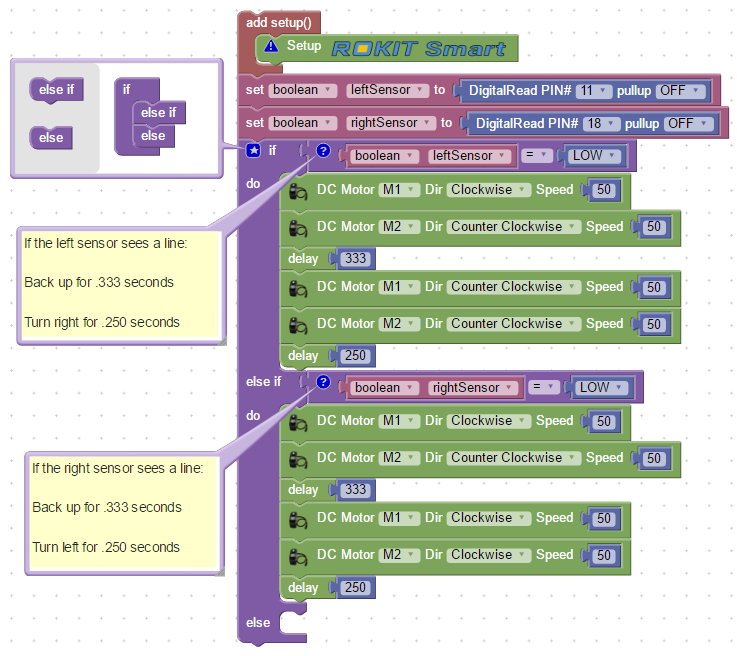 add setup()
Setup ROKIT Smart
else if
else
if
else if
else
set boolean leftSensor to DigitalRead PIN# 11 pullup OFF
set boolean rightSensor to DigitalRead PIN# 18 pullup OFF
if boolean leftSensor = LOW
do
DC Motor M1 Dir Clockwise Speed 50
DC Motor M2 Dir Counter Clockwise Speed 50
delay 333
DC Motor M1 Dir Counter Clockwise Speed 50
DC Motor M2 Dir Counter Clockwise Speed 50
delay 250
If the left sensor sees a line:
Back up for .333 seconds
Turn right for .250 seconds
else if boolean rightSensor = LOW
do
DC Motor M1 Dir Clockwise Speed 50
DC Motor M2 Dir Counter Clockwise Speed 50
delay 333
DC Motor M1 Dir Clockwise Speed 50
DC Motor M2 Dir Clockwise Speed 50
delay 250
If the right sensor sees a line:
Back up for .333 seconds
Turn left for .250 seconds
else